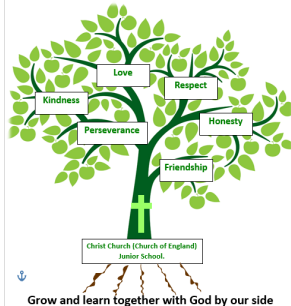 Love
Respect
Kindness
Honesty
Perseverance
Friendship
Christ Church (Church of England)
Junior School.
Grow and learn together with God by our side